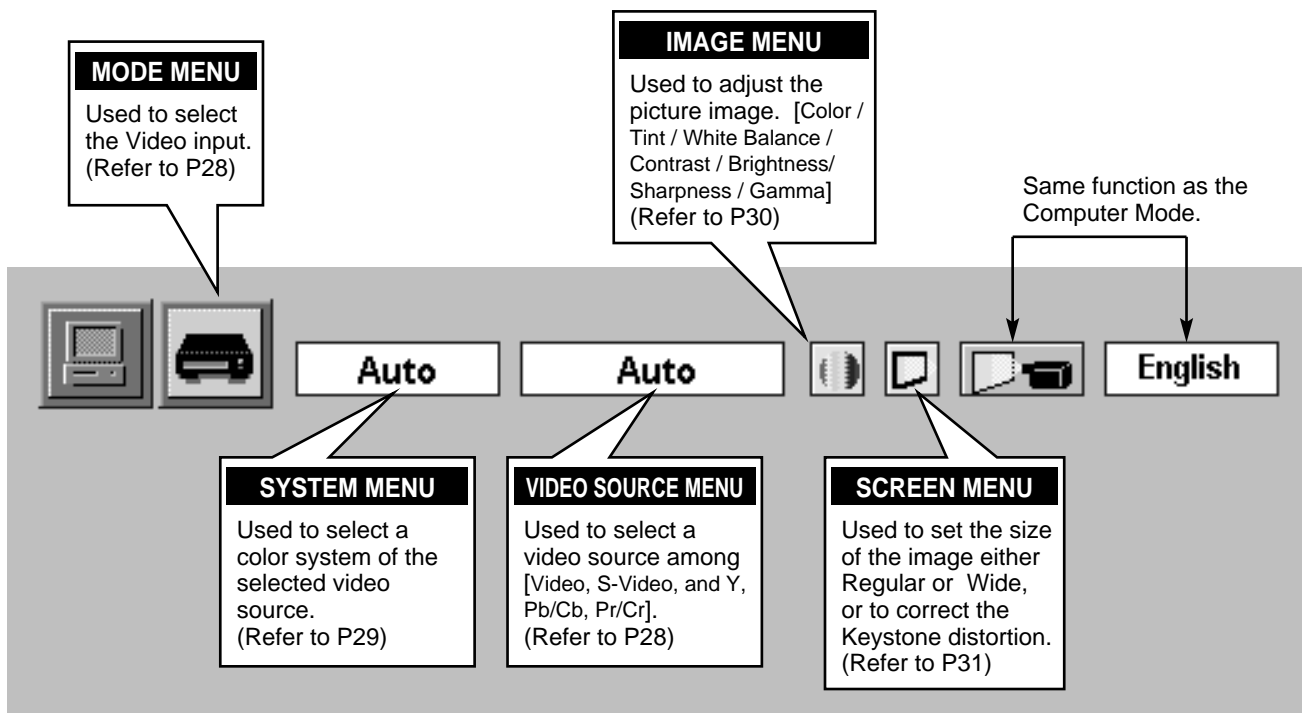 MODE MENU
Used to select
the Video input.
(Refer to P28)
IMAGE MENU
Used to adjust the
picture image. [Color /
Tint / White Balance /
Contrast / Brightness/
Sharpness / Gamma]
(Refer to P30)
Same function as the
Computer Mode.
Auto
Auto
English
SYSTEM MENU
Used to select a
color system of the
selected video
source.
(Refer to P29)
VIDEO SOURCE MENU
Used to select a
video source among
[Video, S-Video, and Y,
Pb/Cb, Pr/Cr].
(Refer to P28)
SCREEN MENU
Used to set the size
of the image either
Regular or Wide,
or to correct the
Keystone distortion.
(Refer to P31)